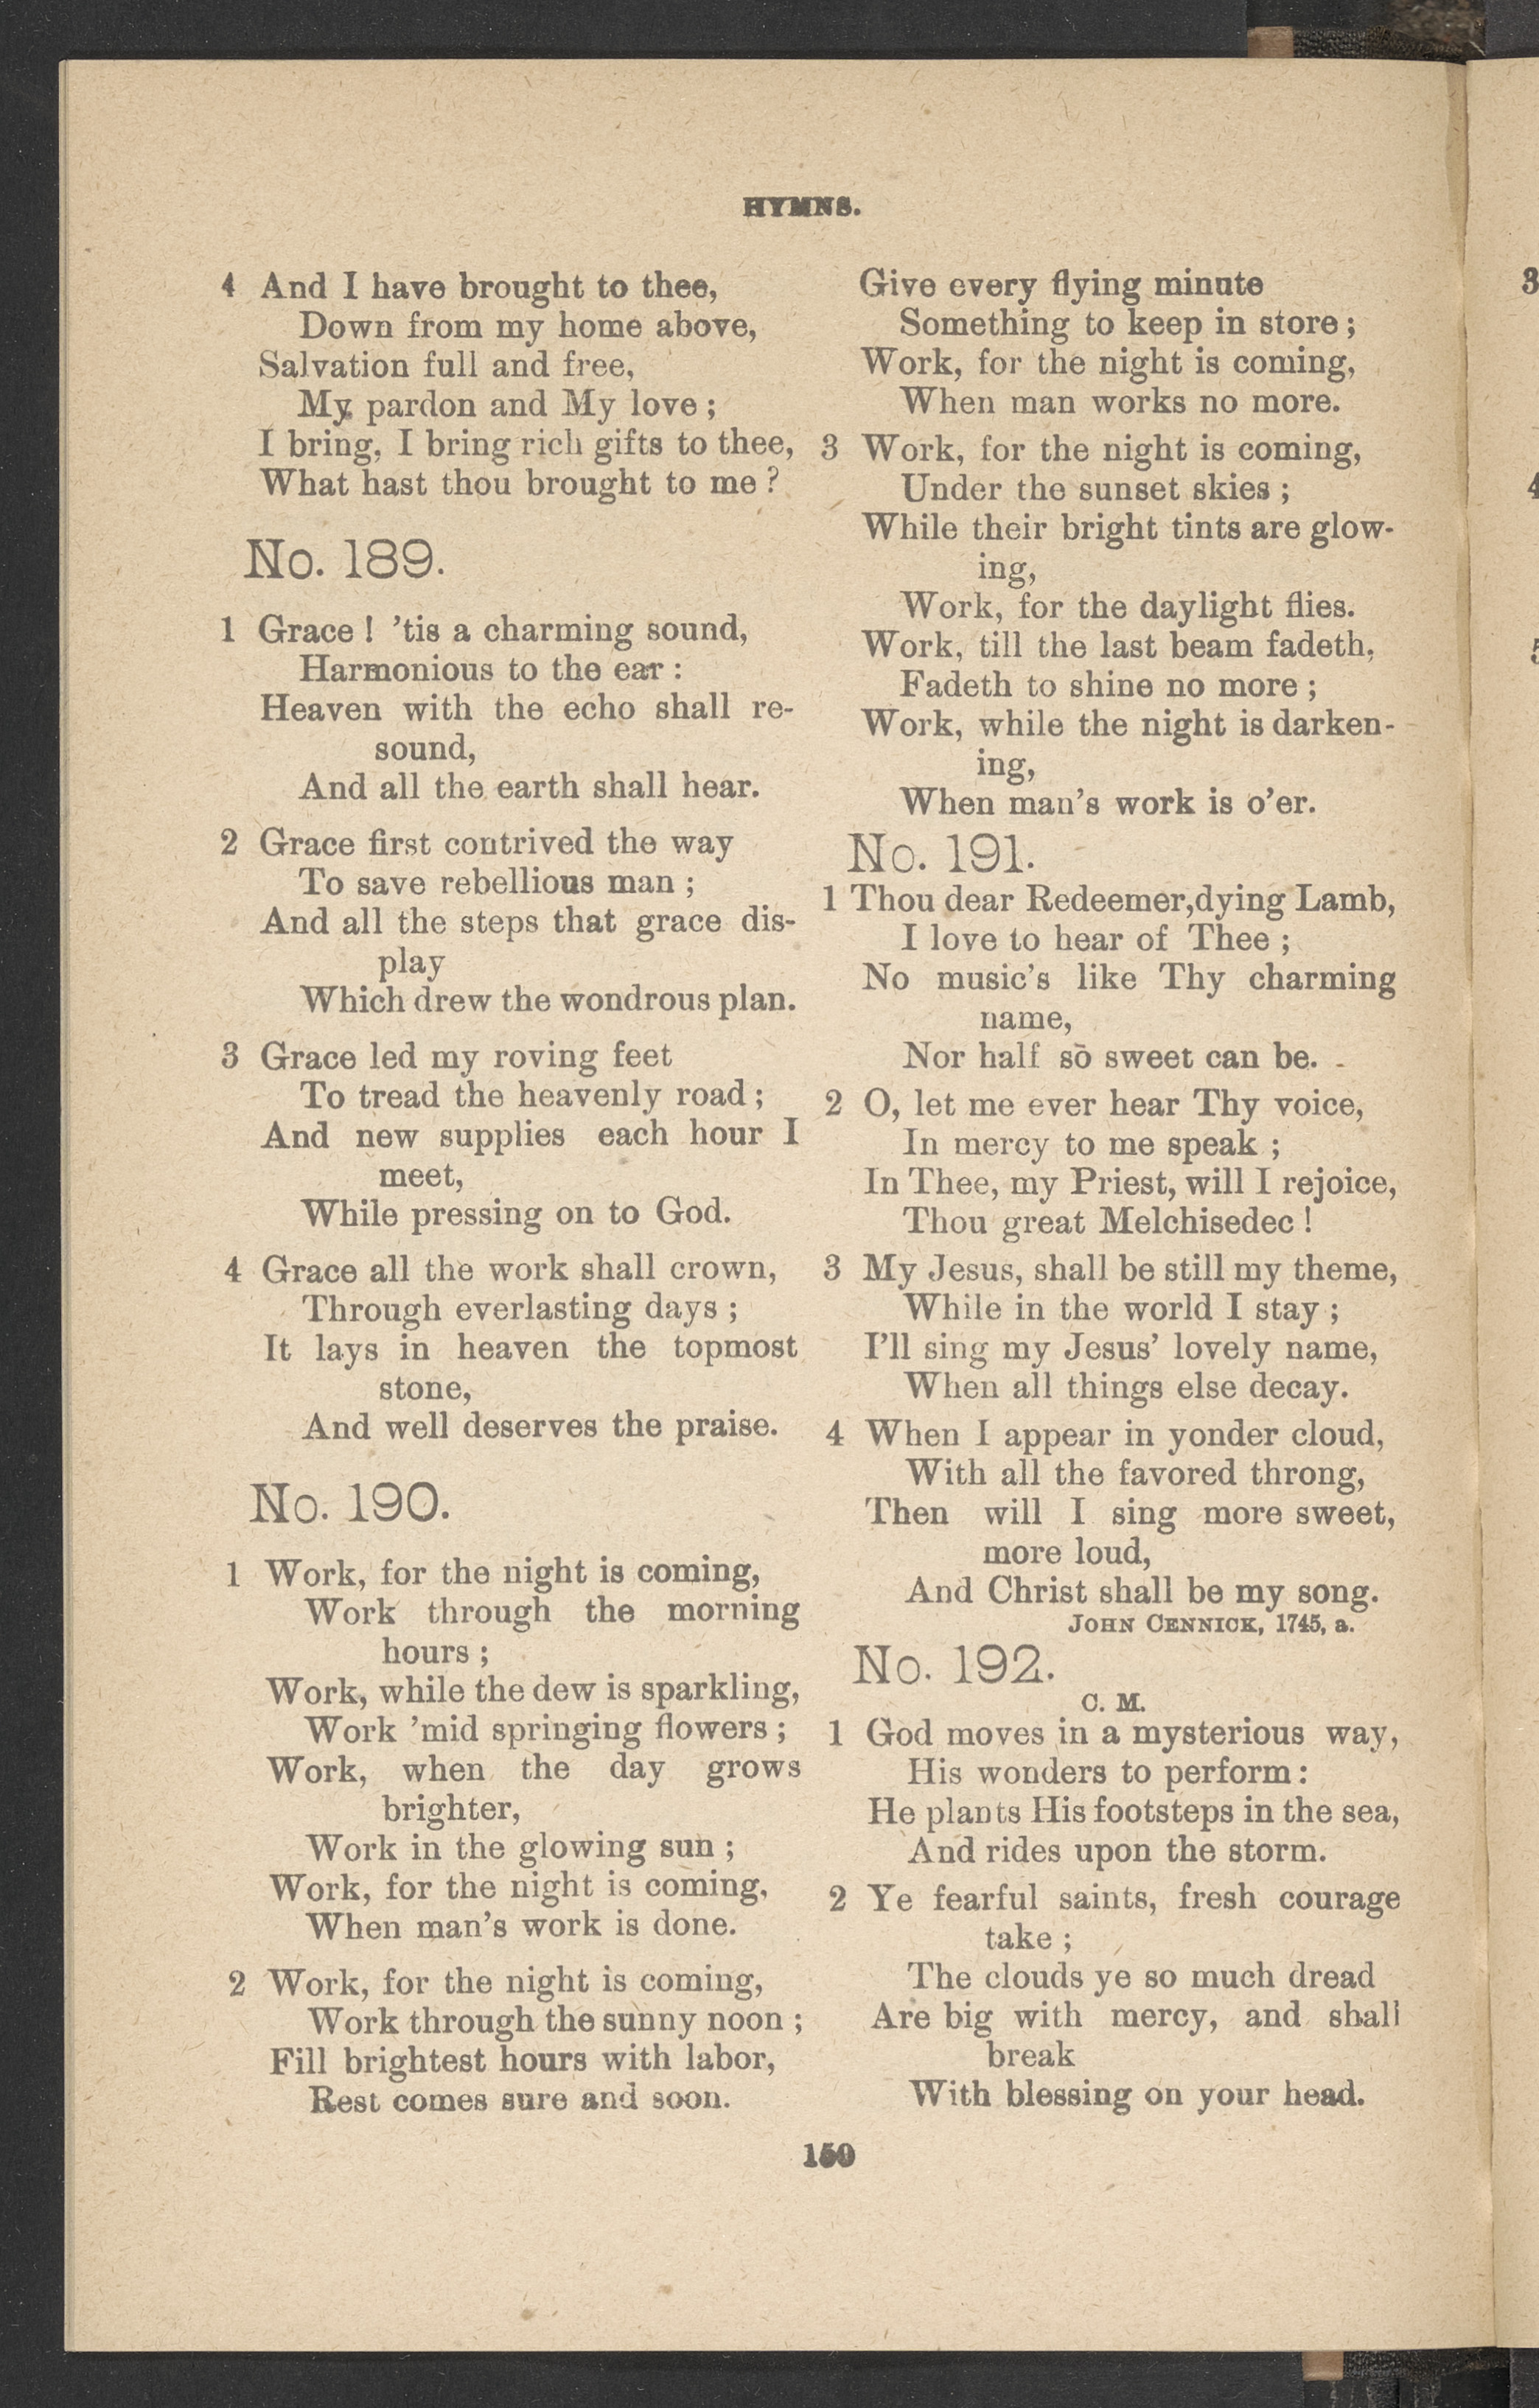 HYMNS.
4 And I have brought to thee,
Down from my home above,
Salvation full and free,
My pardon and My love ;
I bring, I bring rich gifts to thee,
What hast thou brought to me ?
No. 189.
1 Grace ! ’tis a charming sound,
Harmonious to the ear :
Heaven with the echo shall re-
sound,
And all the earth shall hear.
2 Grace first contrived the way
To save rebellious man ;
And all the steps that grace dis-
play
Which drew the wondrous plan.
3 Grace led my roving feet
To tread the heavenly road ;
And new supplies each hour I
meet,
While pressing on to God.
4 Grace all the work shall crown,
Through everlasting days ;
It lays in heaven the topmost
stone,
And well deserves the praise.
No. 190.
1 Work, for the night is coming,
Work through the morning
hours ;
Work, while the dew is sparkling,
Work ’mid springing flowers ;
Work, when the day grows
brighter,
Work in the glowing sun ;
Work, for the night is coming,
When man’s work is done.
2 Work, for the night is coming,
Work through the sunny noon ;
Fill brightest hours with labor,
Rest comes sure and soon.
Give every flying minute
Something to keep in store ;
Work, for the night is coming,
When man works no more.
3 Work, for the night is coming,
Under the sunset skies ;
While their bright tints are glow-
ing,
Work, for the daylight flies.
Work, till the last beam fadeth,
Fadeth to shine no more ;
Work, while the night is darken-
ing,
When man’s work is o’er.
No. 191.
1 Thou dear Redeemer,dying Lamb,
I love to hear of Thee ;
No music’s like Thy charming
name,
Nor half so sweet can be.
2 O, let me ever hear Thy voice,
In mercy to me speak ;
In Thee, my Priest, will I rejoice,
Thou great Melchisedec !
3 My Jesus, shall be still my theme,
While in the world I stay ;
I’ll sing my Jesus’ lovely name,
When all things else decay.
4 When I appear in yonder cloud,
With all the favored throng,
Then will I sing more sweet,
more loud,
And Christ shall be my song.
JOHN CENNICK, 1745, a.
No. 192.
C. M.
1 God moves in a mysterious way,
His wonders to perform :
He plants His footsteps in the sea,
And rides upon the storm.
2 Ye fearful saints, fresh courage
take ;
The clouds ye so much dread
Are big with mercy, and shall
break
With blessing on your head.
150
3
4